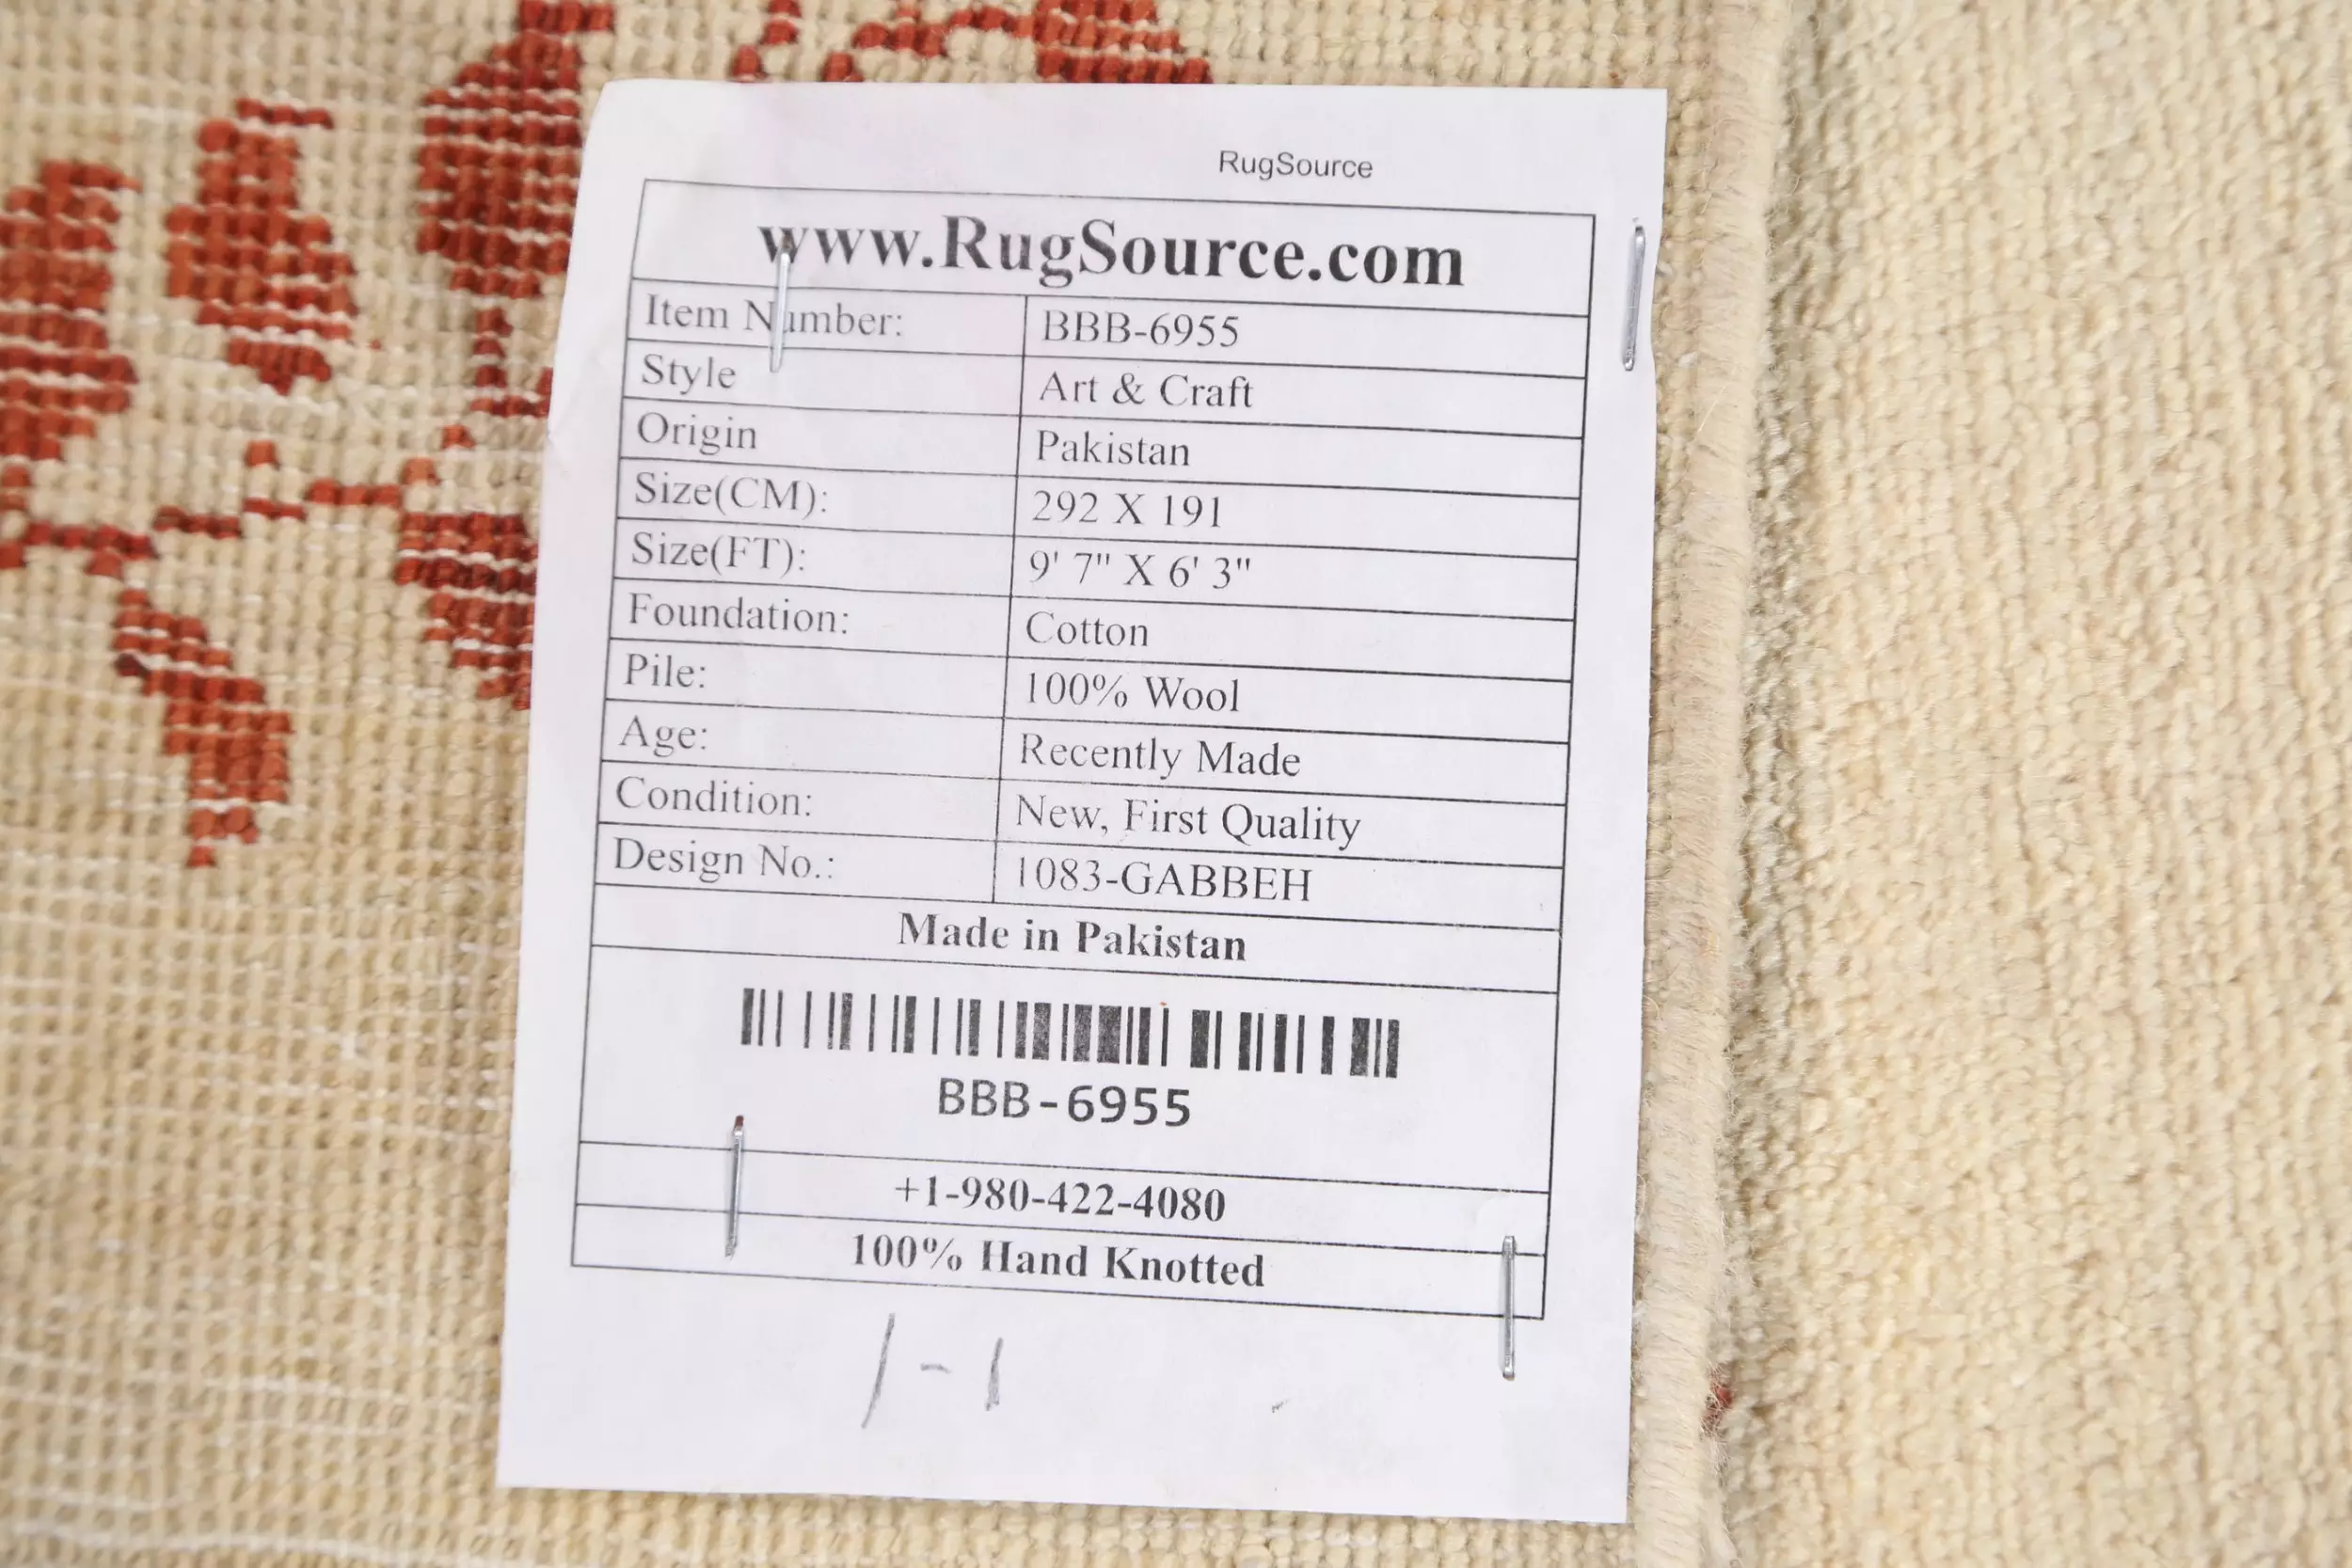 RugSource
www.RugSource.com
Item Number: BBB-6955
Style Art & Craft
Origin Pakistan
Size(CM): 292 X 191
Size(FT): 9' 7" X 6' 3"
Foundation: Cotton
Pile: 100% Wool
Age: Recently Made
Condition: New, First Quality
Design No.: 1083-GABBEH
Made in Pakistan
BBB-6955
+1-980-422-4080
100% Hand Knotted
1-1